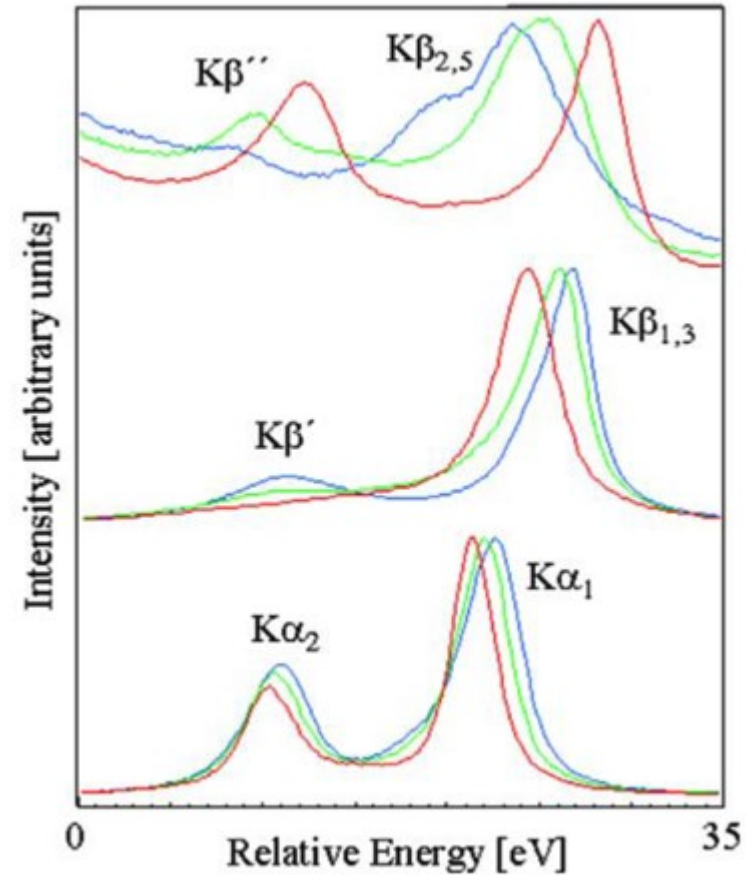 Kβ´´
Kβ₂,₅
Kβ₁,₃
Kβ´
Kα₁
Kα₂
Intensity [arbitrary units]
0
35
Relative Energy [eV]